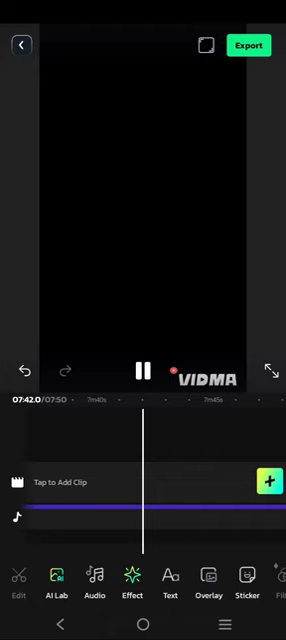 Export
VIDMA
07:42.0/07:50 7m40s 7m45s
Tap to Add Clip
Edit AI Lab Audio Effect Text Overlay Sticker